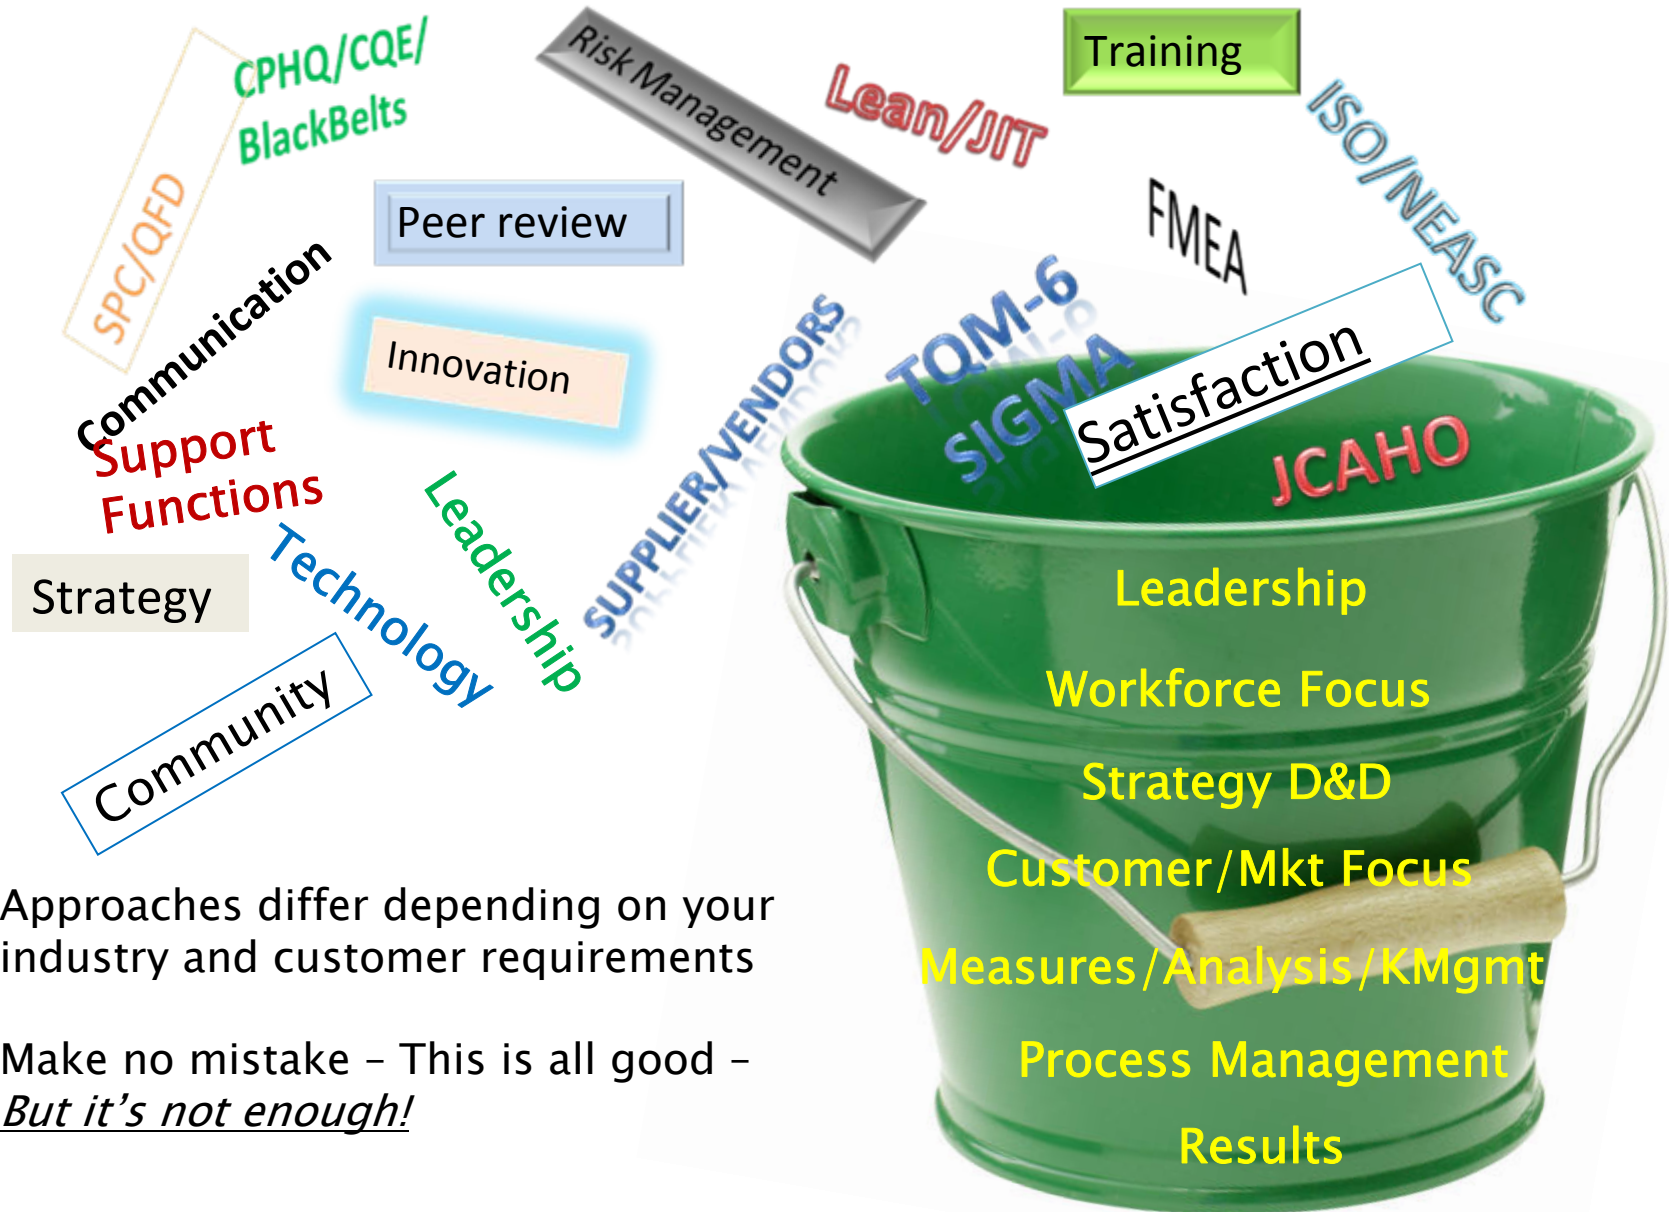 CPHQ/CQE/
BlackBelts
Risk Management
Lean/JIT
Training
ISO/NEASC
SPC/QFD
Peer review
FMEA
Communication
Innovation
SUPPLIER/VENDORS
TQM-6
SIGMA
Satisfaction
JCAHO
Support
Functions
Technology
Leadership
Strategy
Community
Leadership
Workforce Focus
Strategy D&D
Customer/Mkt Focus
Measures/Analysis/KMgmt
Process Management
Results
Approaches differ depending on your
industry and customer requirements
Make no mistake – This is all good –
But it’s not enough!